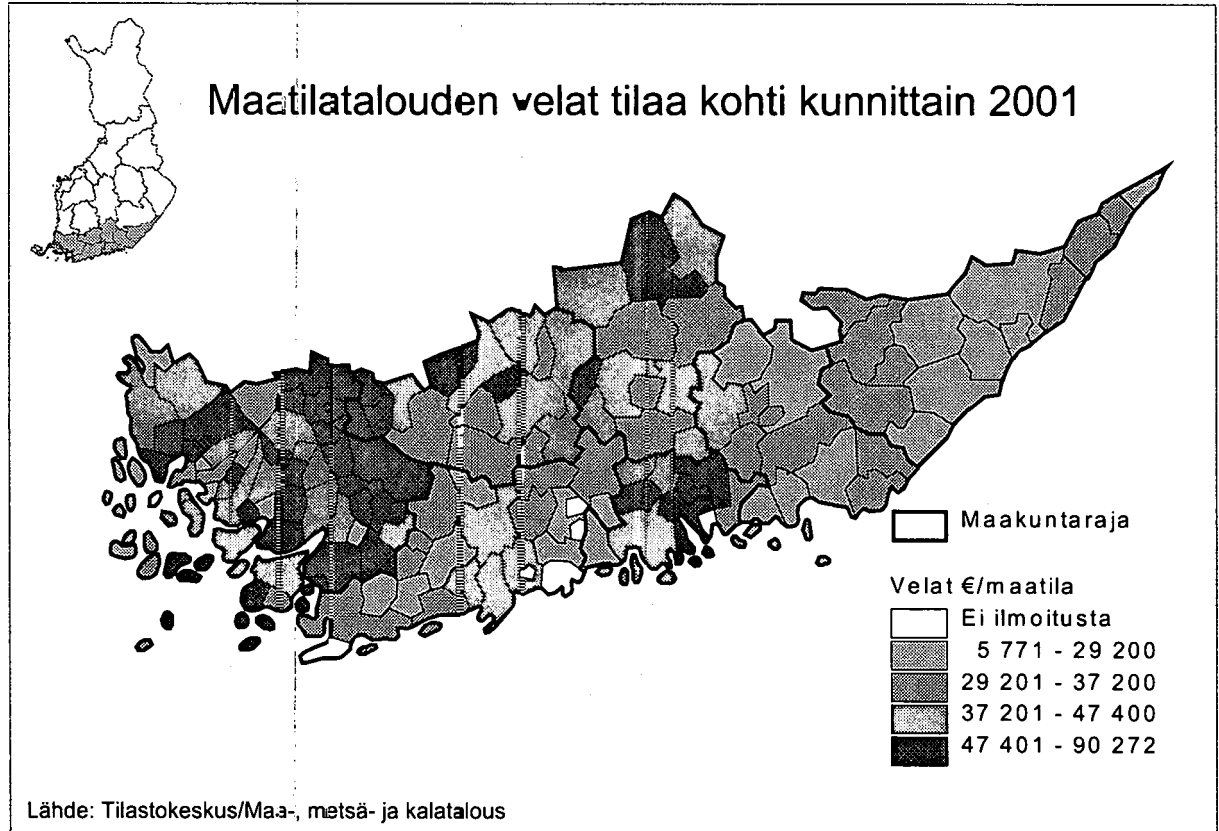 Maatilatalouden velat tilaa kohti kunnittain 2001
Maakuntaraja
Velat €/maatila
Ei ilmoitusta
5 771 - 29 200
29 201 - 37 200
37 201 - 47 400
47 401 - 90 272
Lähde: Tilastokeskus/Maa-, metsä- ja kalatalous